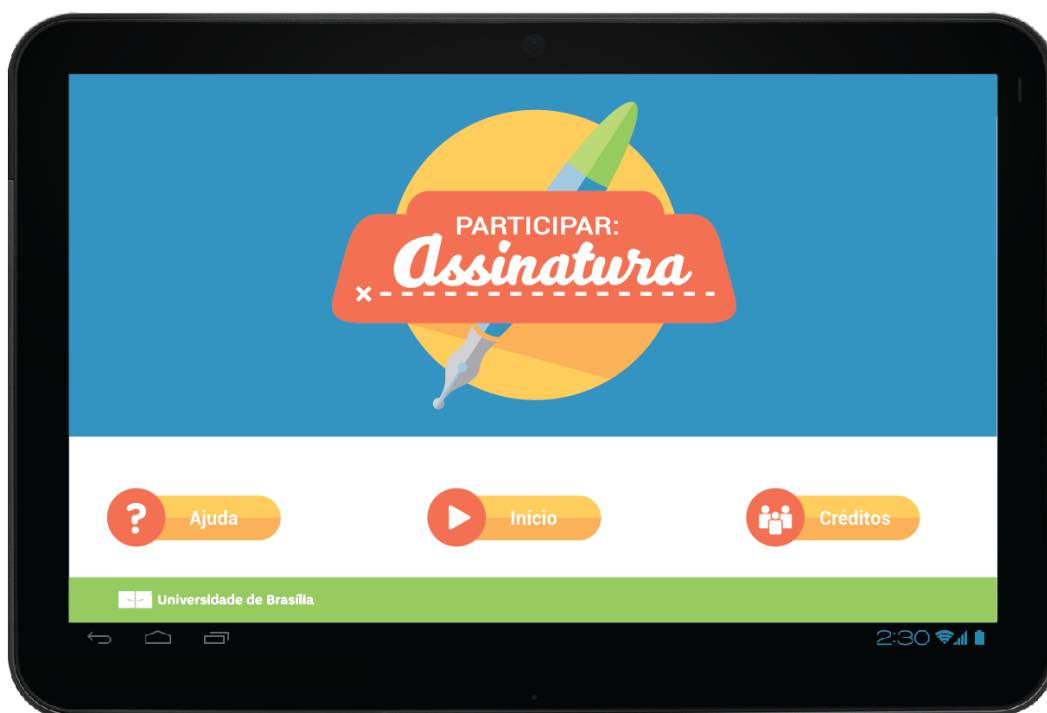 PARTICIPAR:
Assinatura
×
?
Ajuda
Início
Créditos
Universidade de Brasília
2:30